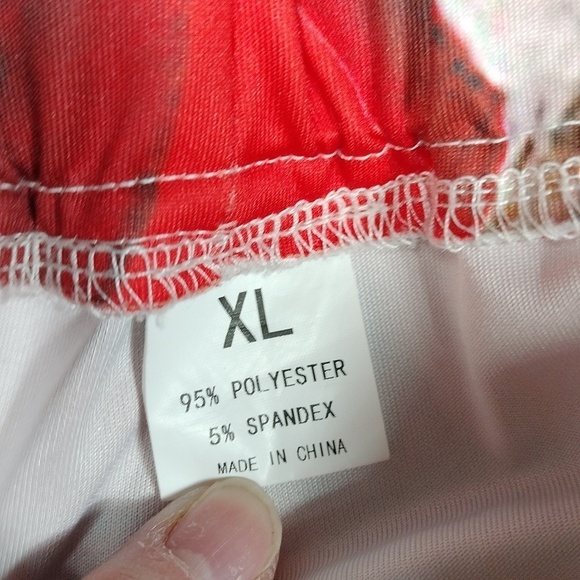 XL
95% POLYESTER
5% SPANDEX
MADE IN CHINA